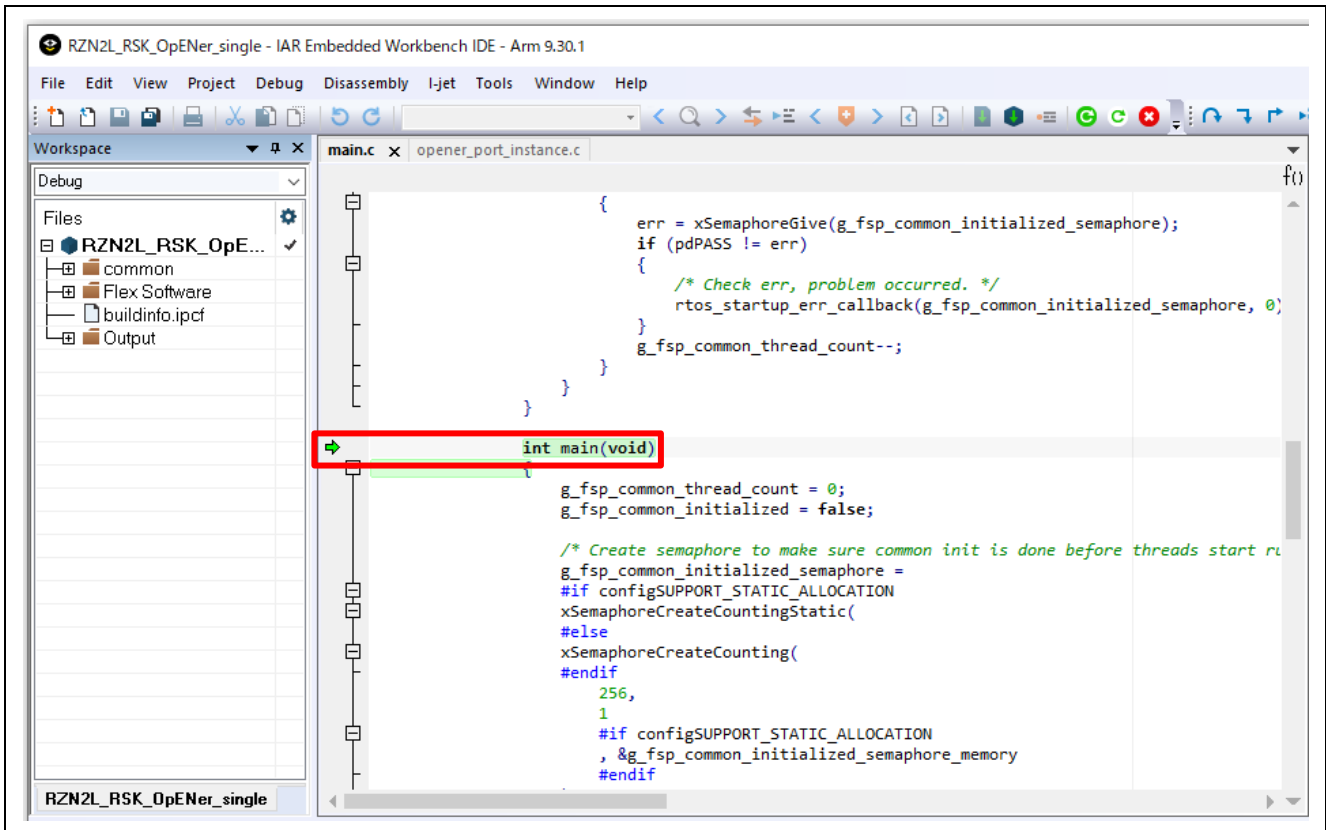 RZN2L_RSK_OpENer_single - IAR Embedded Workbench IDE - Arm 9.30.1
File Edit View Project Debug Disassembly I-jet Tools Window Help
Workspace
main.c opener_port_instance.c
Debug
f()
Files
RZN2L_RSK_OpE...
common
Flex Software
buildinfo.ipcf
Output
{
err = xSemaphoreGive(g_fsp_common_initialized_semaphore);
if (pdPASS != err)
{
/* Check err, problem occurred. */
rtos_startup_err_callback(g_fsp_common_initialized_semaphore, 0)
}
g_fsp_common_thread_count--;
}
}
}
int main(void)
{
g_fsp_common_thread_count = 0;
g_fsp_common_initialized = false;
/* Create semaphore to make sure common init is done before threads start ru
g_fsp_common_initialized_semaphore =
#if configSUPPORT_STATIC_ALLOCATION
xSemaphoreCreateCountingStatic(
#else
xSemaphoreCreateCounting(
#endif
256,
1
#if configSUPPORT_STATIC_ALLOCATION
, &g_fsp_common_initialized_semaphore_memory
#endif
RZN2L_RSK_OpENer_single